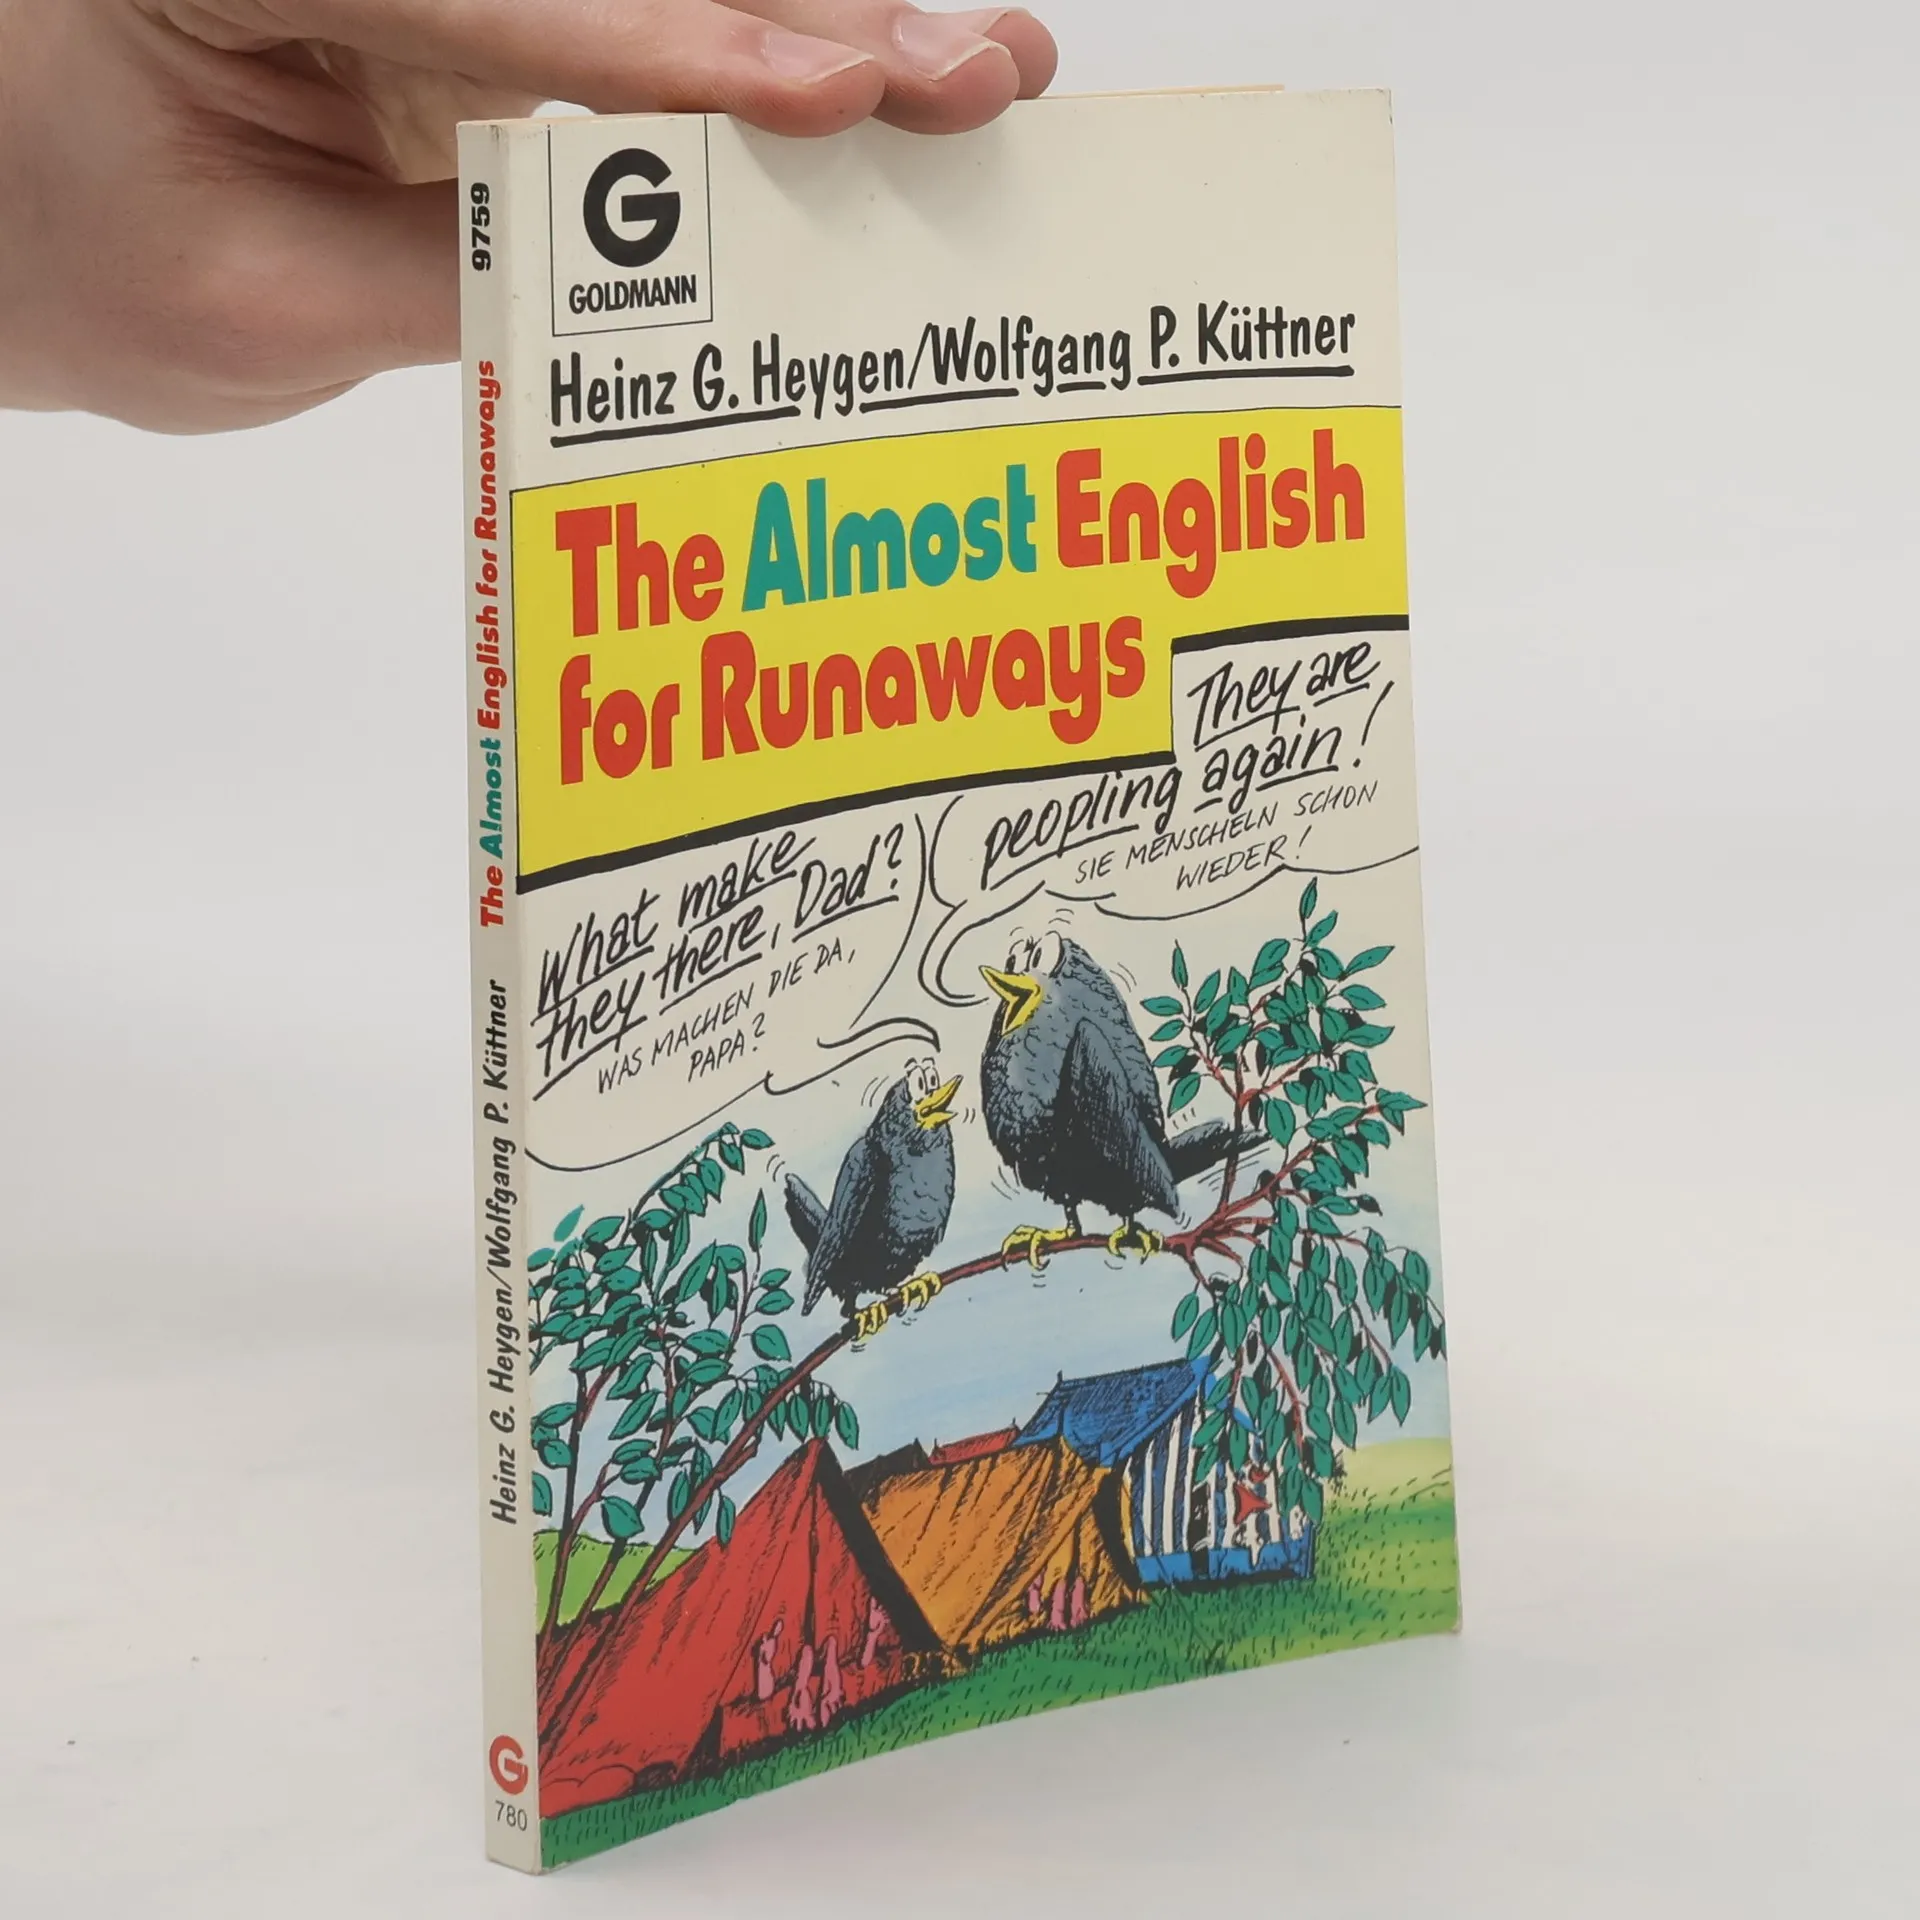 G
GOLDMANN
Heinz G. Heygen/Wolfgang P. Küttner
The Almost English
for Runaways
They are
peopling again!
SIE MENSCHELN SCHON
WIEDER!
What make
they there, Dad?
WAS MACHEN DIE DA,
PAPA?
9759
The Almost English for Runaways
Heinz G. Heygen/Wolfgang P. Küttner
G
780